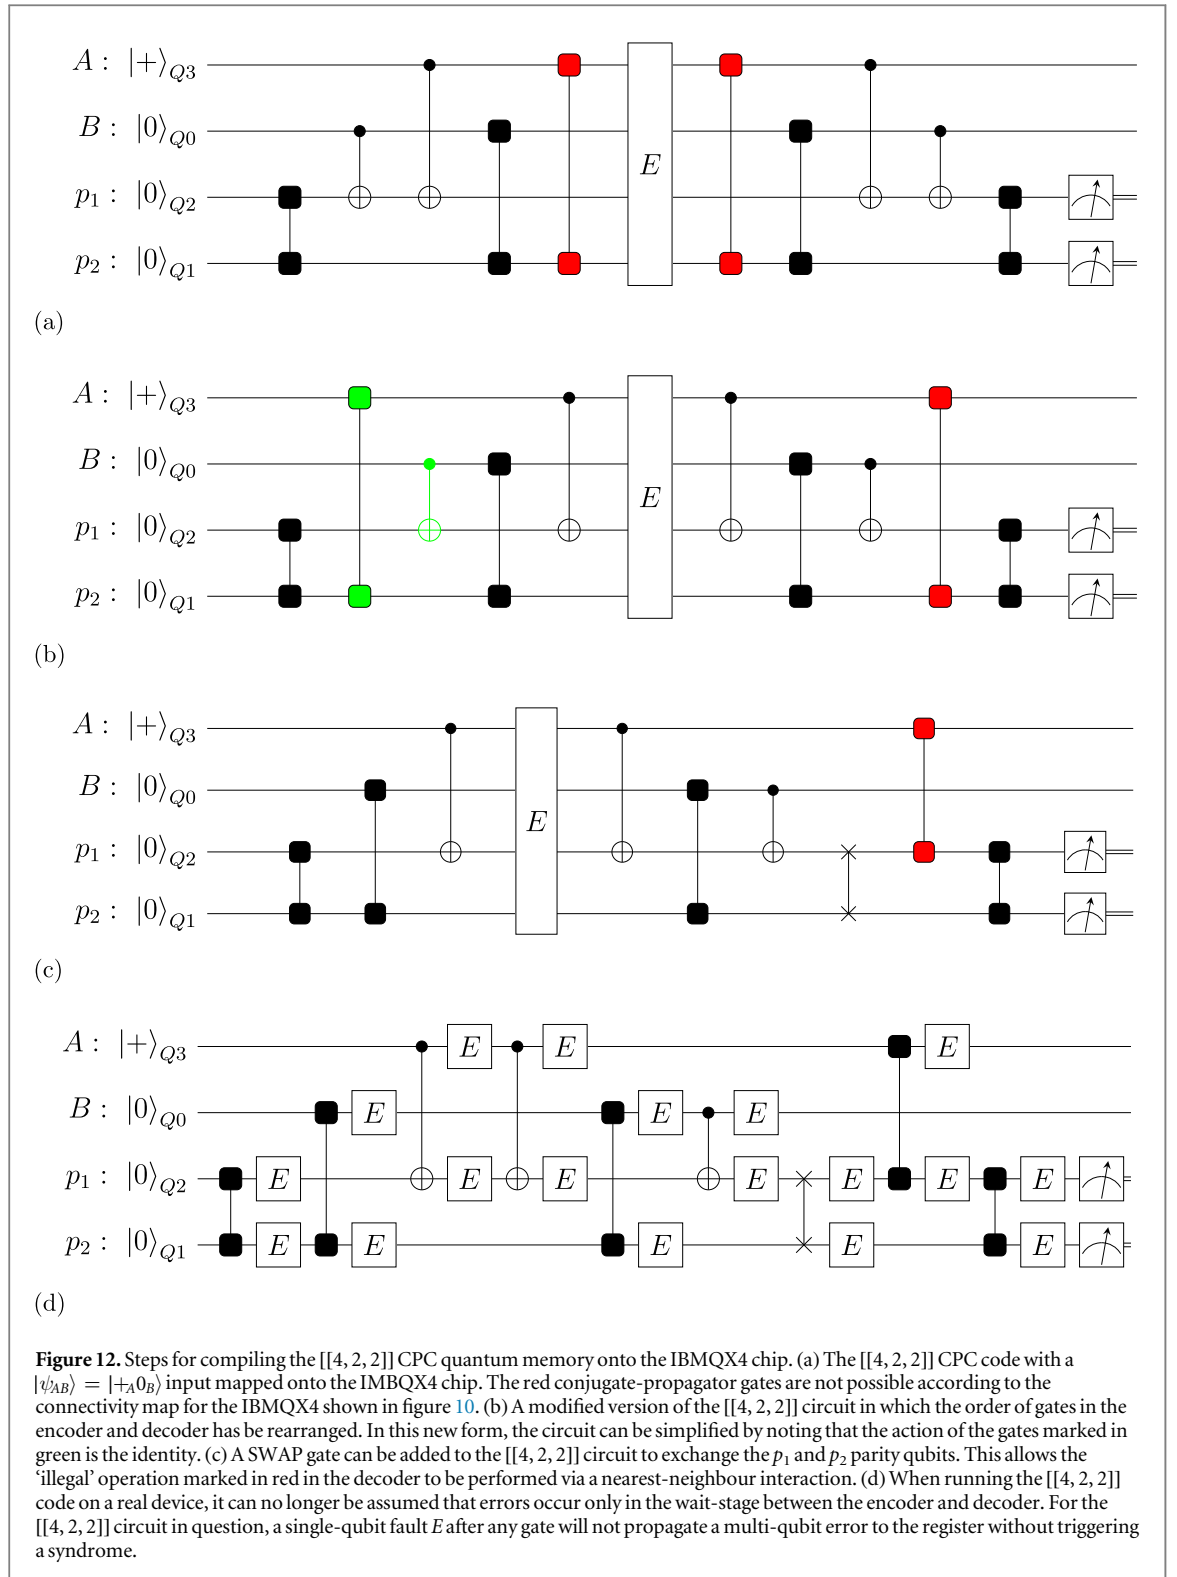 A : |+⟩Q3
B : |0⟩Q0
E
p1 : |0⟩Q2
p2 : |0⟩Q1
(a)
A : |+⟩Q3
B : |0⟩Q0
E
p1 : |0⟩Q2
p2 : |0⟩Q1
(b)
A : |+⟩Q3
B : |0⟩Q0
E
p1 : |0⟩Q2
p2 : |0⟩Q1
(c)
A : |+⟩Q3 E E E
B : |0⟩Q0 E E E
p1 : |0⟩Q2 E E E E E E E
p2 : |0⟩Q1 E E E E E
(d)
Figure 12. Steps for compiling the [[4, 2, 2]] CPC quantum memory onto the IBMQX4 chip. (a) The [[4, 2, 2]] CPC code with a
|ψAB⟩ = |+A0B⟩ input mapped onto the IMBQX4 chip. The red conjugate-propagator gates are not possible according to the
connectivity map for the IBMQX4 shown in figure 10. (b) A modified version of the [[4, 2, 2]] circuit in which the order of gates in the
encoder and decoder has be rearranged. In this new form, the circuit can be simplified by noting that the action of the gates marked in
green is the identity. (c) A SWAP gate can be added to the [[4, 2, 2]] circuit to exchange the p1 and p2 parity qubits. This allows the
‘illegal’ operation marked in red in the decoder to be performed via a nearest-neighbour interaction. (d) When running the [[4, 2, 2]]
code on a real device, it can no longer be assumed that errors occur only in the wait-stage between the encoder and decoder. For the
[[4, 2, 2]] circuit in question, a single-qubit fault E after any gate will not propagate a multi-qubit error to the register without triggering
a syndrome.